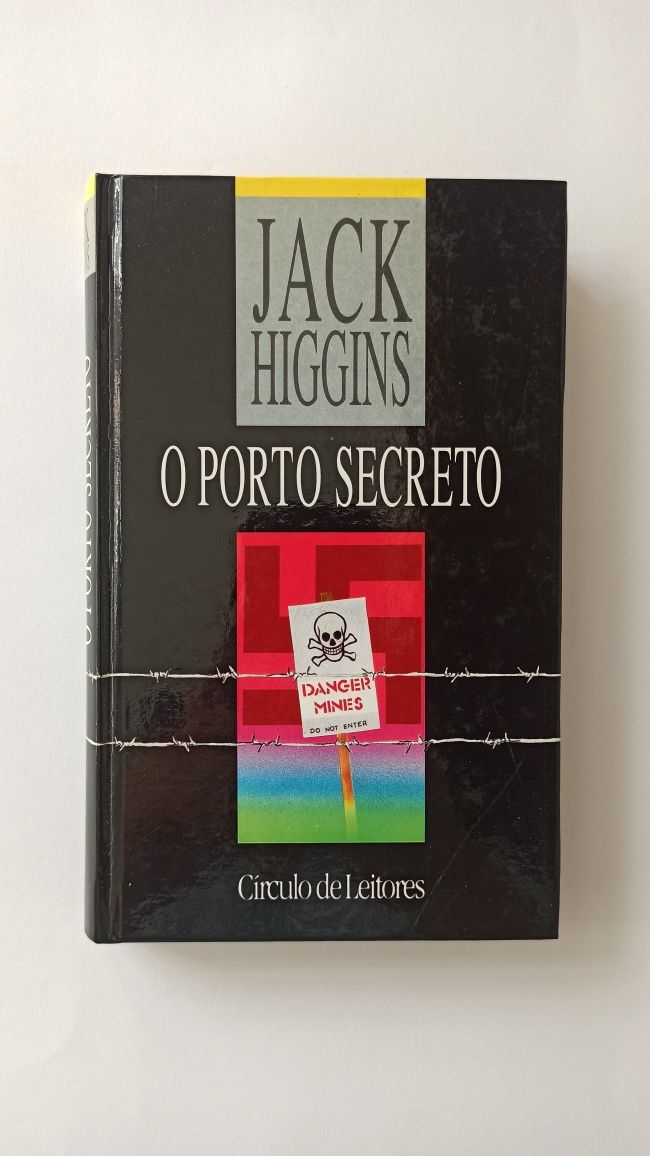 JACK
HIGGINS
O PORTO SECRETO
DANGER
MINES
DO NOT ENTER
Círculo de Leitores
O PORTO SECRETO